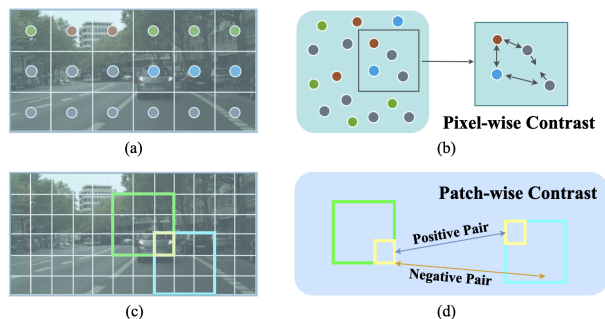 (a)
(b)
Pixel-wise Contrast
(c)
(d)
Patch-wise Contrast
Positive Pair
Negative Pair